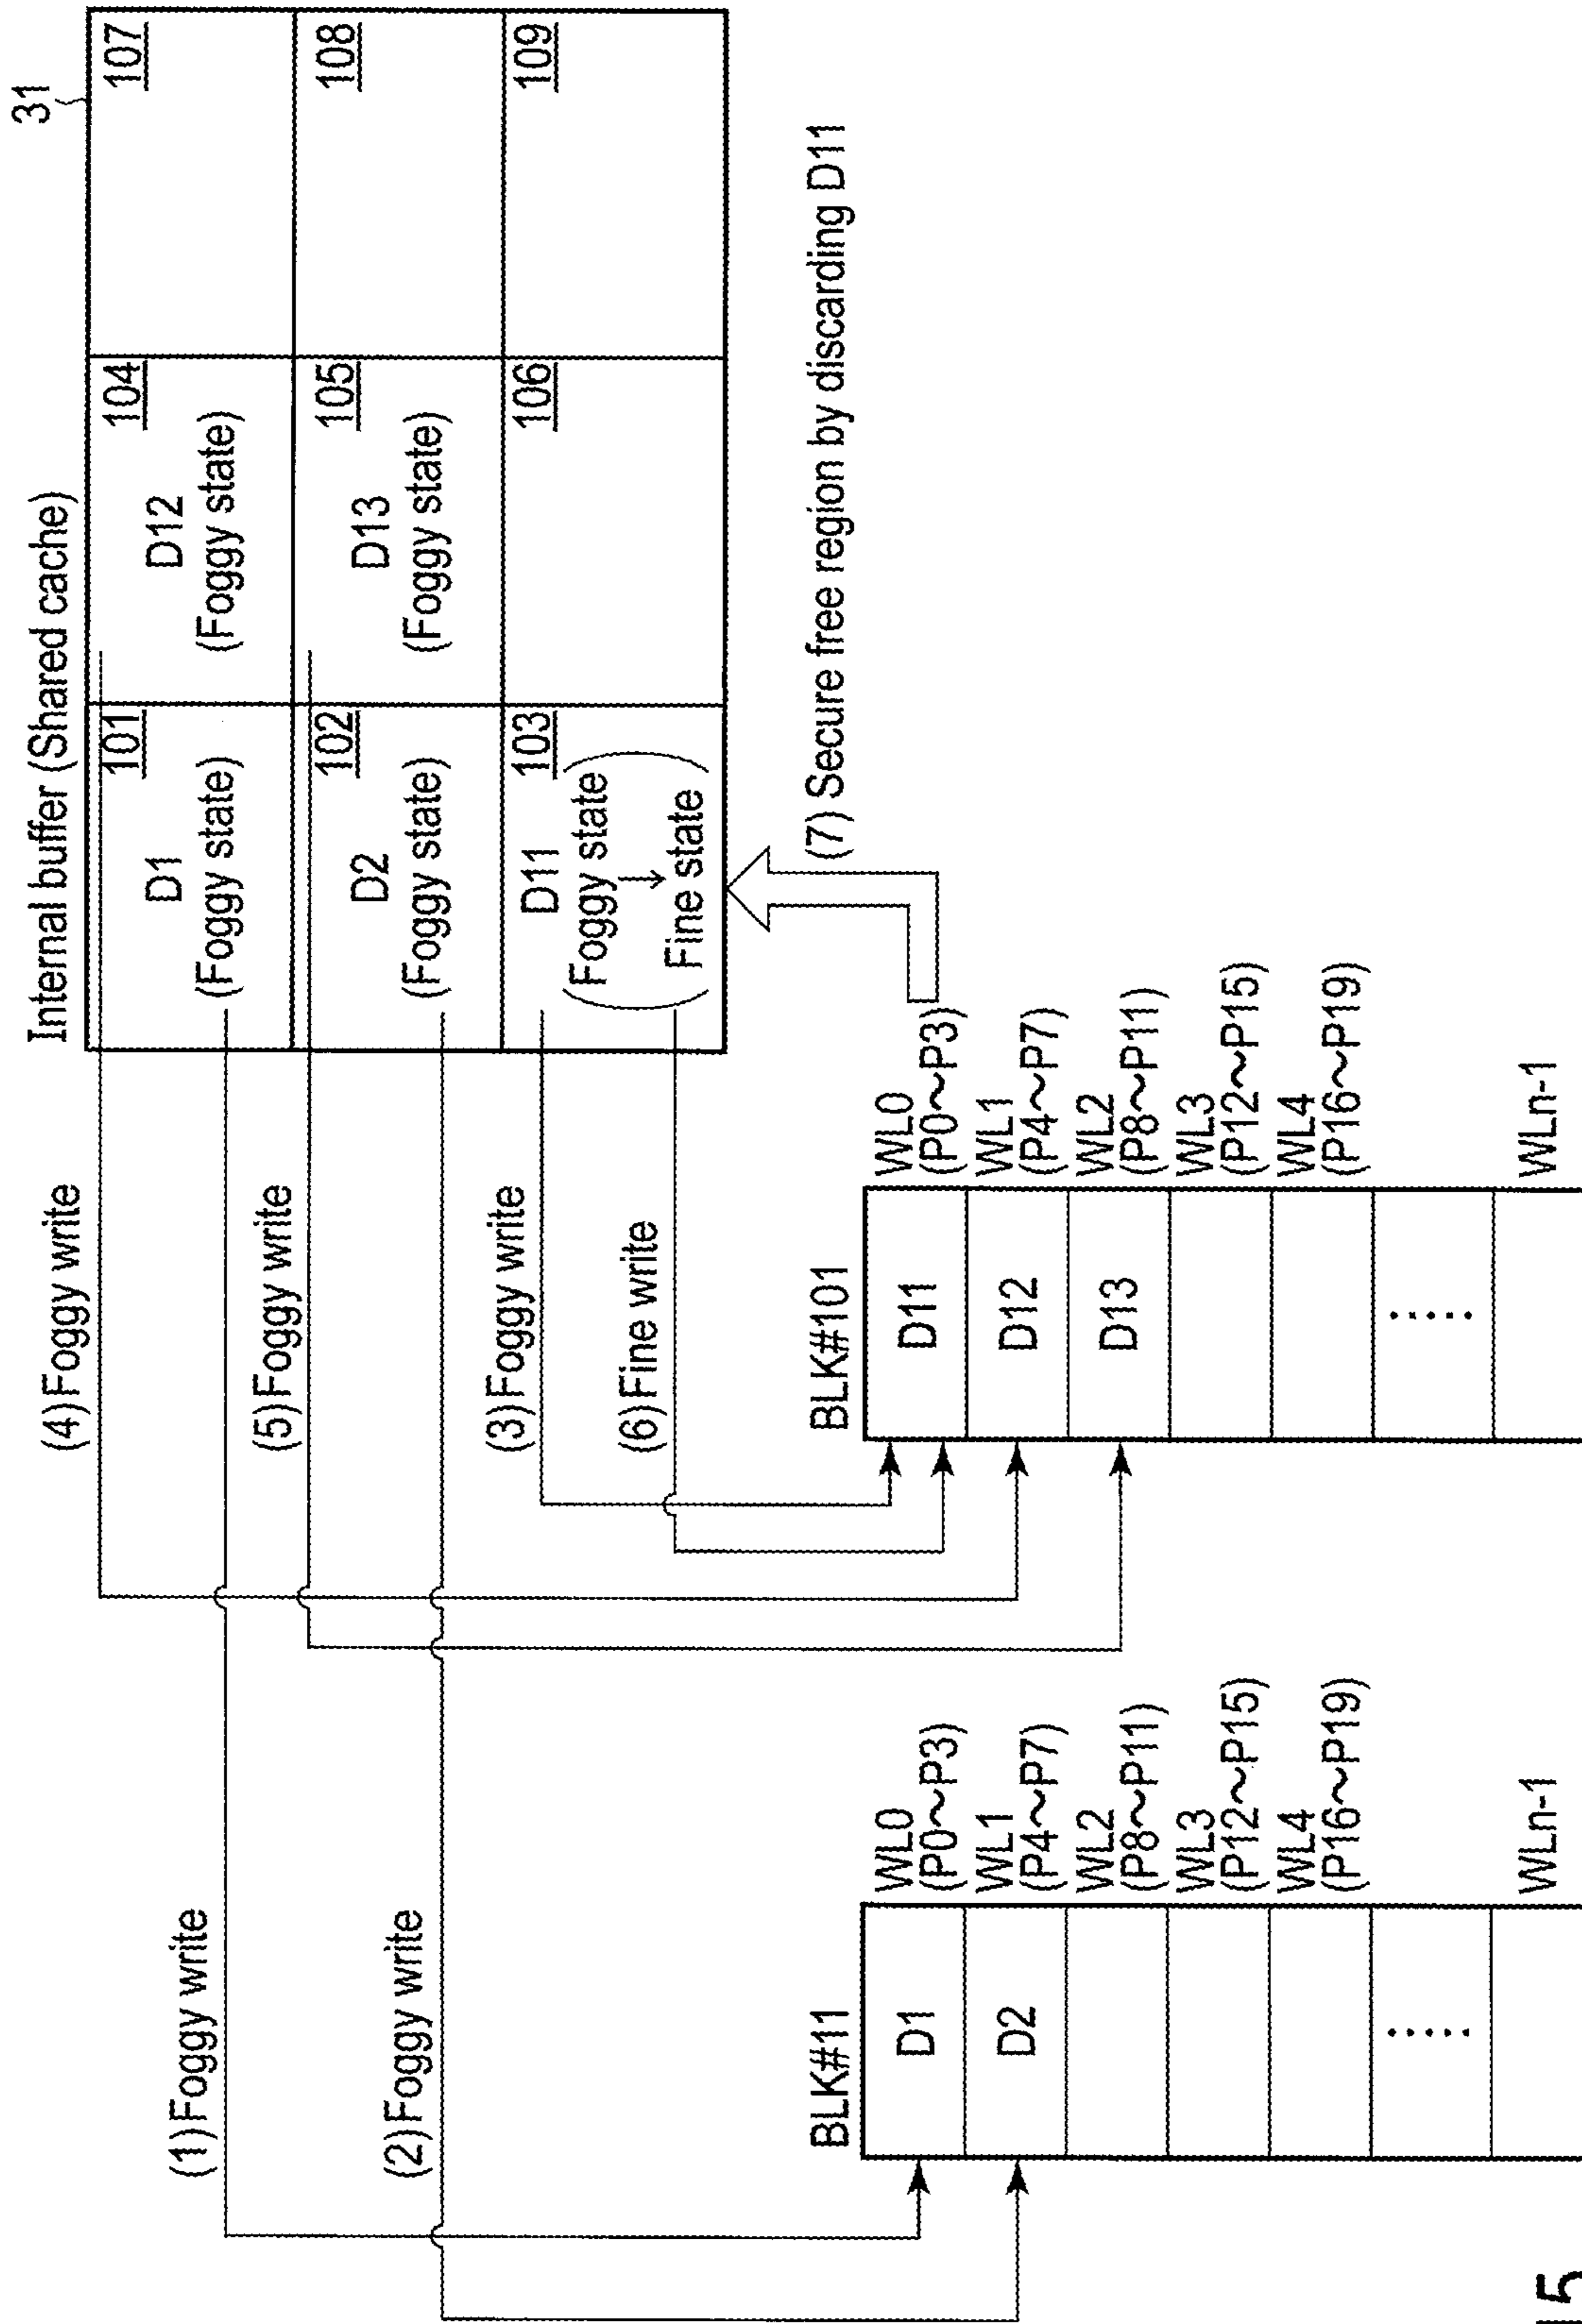 Internal buffer (Shared cache)
31
101
D1
(Foggy state)
104
D12
(Foggy state)
107
102
D2
(Foggy state)
105
D13
(Foggy state)
108
103
D11
(Foggy state
↓
Fine state)
106
109
(4)Foggy write
(1)Foggy write
(5)Foggy write
(2)Foggy write
(3)Foggy write
(6)Fine write
(7) Secure free region by discarding D11
BLK#11
D1
WL0
(P0~P3)
D2
WL1
(P4~P7)
WL2
(P8~P11)
WL3
(P12~P15)
WL4
(P16~P19)
.....
WLn-1
BLK#101
D11
WL0
(P0~P3)
D12
WL1
(P4~P7)
D13
WL2
(P8~P11)
WL3
(P12~P15)
WL4
(P16~P19)
.....
WLn-1